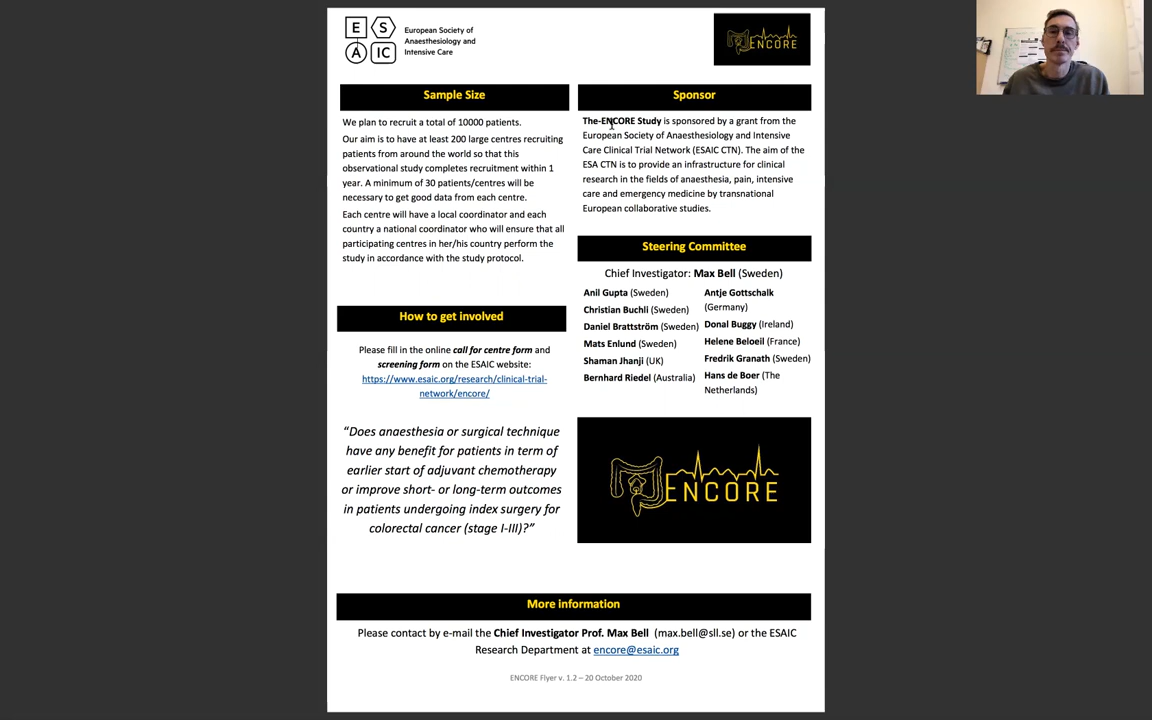 E S
A IC
European Society of
Anaesthesiology and
Intensive Care
ENCORE
Sample Size
We plan to recruit a total of 10000 patients.
Our aim is to have at least 200 large centres recruiting
patients from around the world so that this
observational study completes recruitment within 1
year. A minimum of 30 patients/centres will be
necessary to get good data from each centre.
Each centre will have a local coordinator and each
country a national coordinator who will ensure that all
participating centres in her/his country perform the
study in accordance with the study protocol.
How to get involved
Please fill in the online call for centre form and
screening form on the ESAIC website:
https://www.esaic.org/research/clinical-trial-
network/encore/
“Does anaesthesia or surgical technique
have any benefit for patients in term of
earlier start of adjuvant chemotherapy
or improve short- or long-term outcomes
in patients undergoing index surgery for
colorectal cancer (stage I-III)?”
Sponsor
The-ENCORE Study is sponsored by a grant from the
European Society of Anaesthesiology and Intensive
Care Clinical Trial Network (ESAIC CTN). The aim of the
ESA CTN is to provide an infrastructure for clinical
research in the fields of anaesthesia, pain, intensive
care and emergency medicine by transnational
European collaborative studies.
Steering Committee
Chief Investigator: Max Bell (Sweden)
Anil Gupta (Sweden)
Christian Buchli (Sweden)
Daniel Brattström (Sweden)
Mats Enlund (Sweden)
Shaman Jhanji (UK)
Bernhard Riedel (Australia)
Antje Gottschalk
(Germany)
Donal Buggy (Ireland)
Helene Beloeil (France)
Fredrik Granath (Sweden)
Hans de Boer (The
Netherlands)
ENCORE
More information
Please contact by e-mail the Chief Investigator Prof. Max Bell (max.bell@sll.se) or the ESAIC
Research Department at encore@esaic.org
ENCORE Flyer v. 1.2 – 20 October 2020